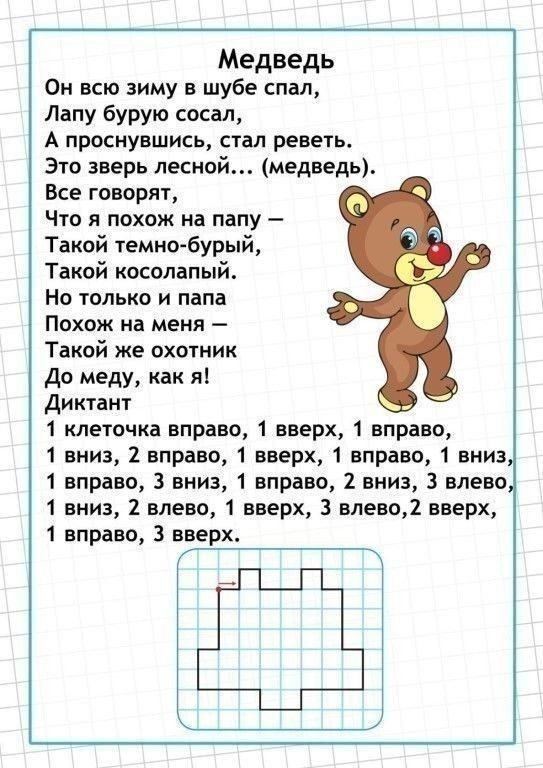 Медведь
Он всю зиму в шубе спал,
Лапу бурую сосал,
А проснувшись, стал реветь.
Это зверь лесной... (медведь).
Все говорят,
Что я похож на папу –
Такой темно-бурый,
Такой косолапый.
Но только и папа
Похож на меня –
Такой же охотник
До меду, как я!
Диктант
1 клеточка вправо, 1 вверх, 1 вправо,
1 вниз, 2 вправо, 1 вверх, 1 вправо, 1 вниз,
1 вправо, 3 вниз, 1 вправо, 2 вниз, 3 влево,
1 вниз, 2 влево, 1 вверх, 3 влево,2 вверх,
1 вправо, 3 вверх.